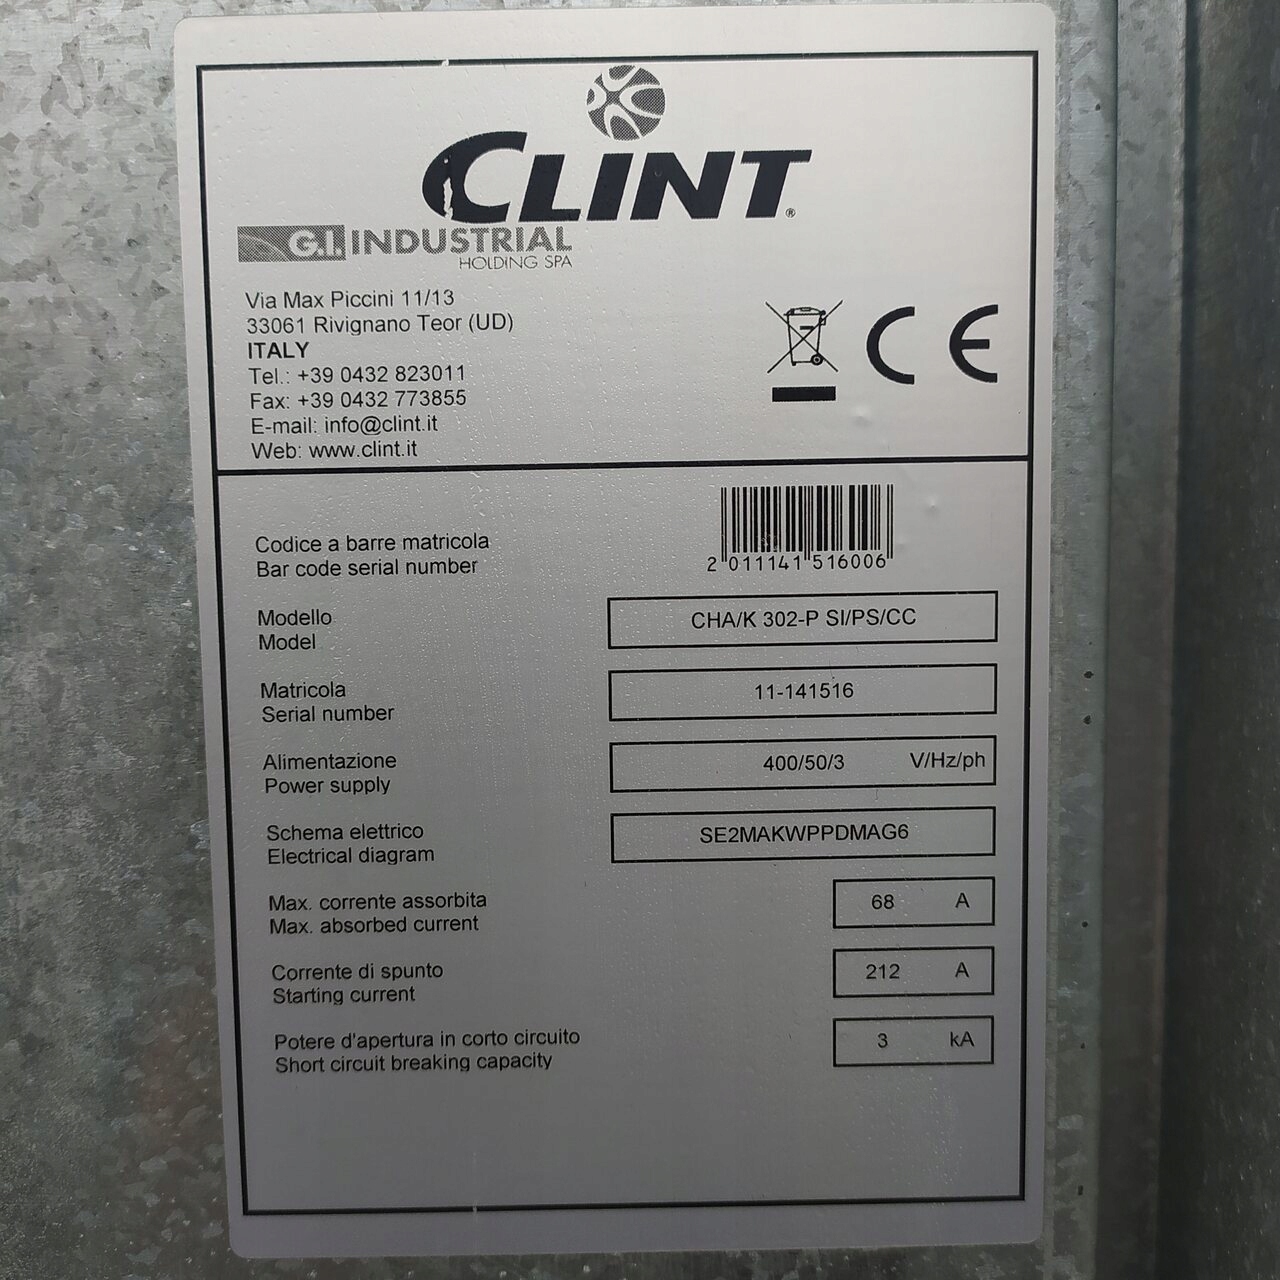 CLINT®
G.I. INDUSTRIAL
HOLDING SPA
Via Max Piccini 11/13
33061 Rivignano Teor (UD)
ITALY
Tel.: +39 0432 823011
Fax: +39 0432 773855
E-mail: info@clint.it
Web: www.clint.it
CE
Codice a barre matricola
Bar code serial number
2 011141 516006
Modello
Model
CHA/K 302-P SI/PS/CC
Matricola
Serial number
11-141516
Alimentazione
Power supply
400/50/3 V/Hz/ph
Schema elettrico
Electrical diagram
SE2MAKWPPDMAG6
Max. corrente assorbita
Max. absorbed current
68 A
Corrente di spunto
Starting current
212 A
Potere d'apertura in corto circuito
Short circuit breaking capacity
3 kA